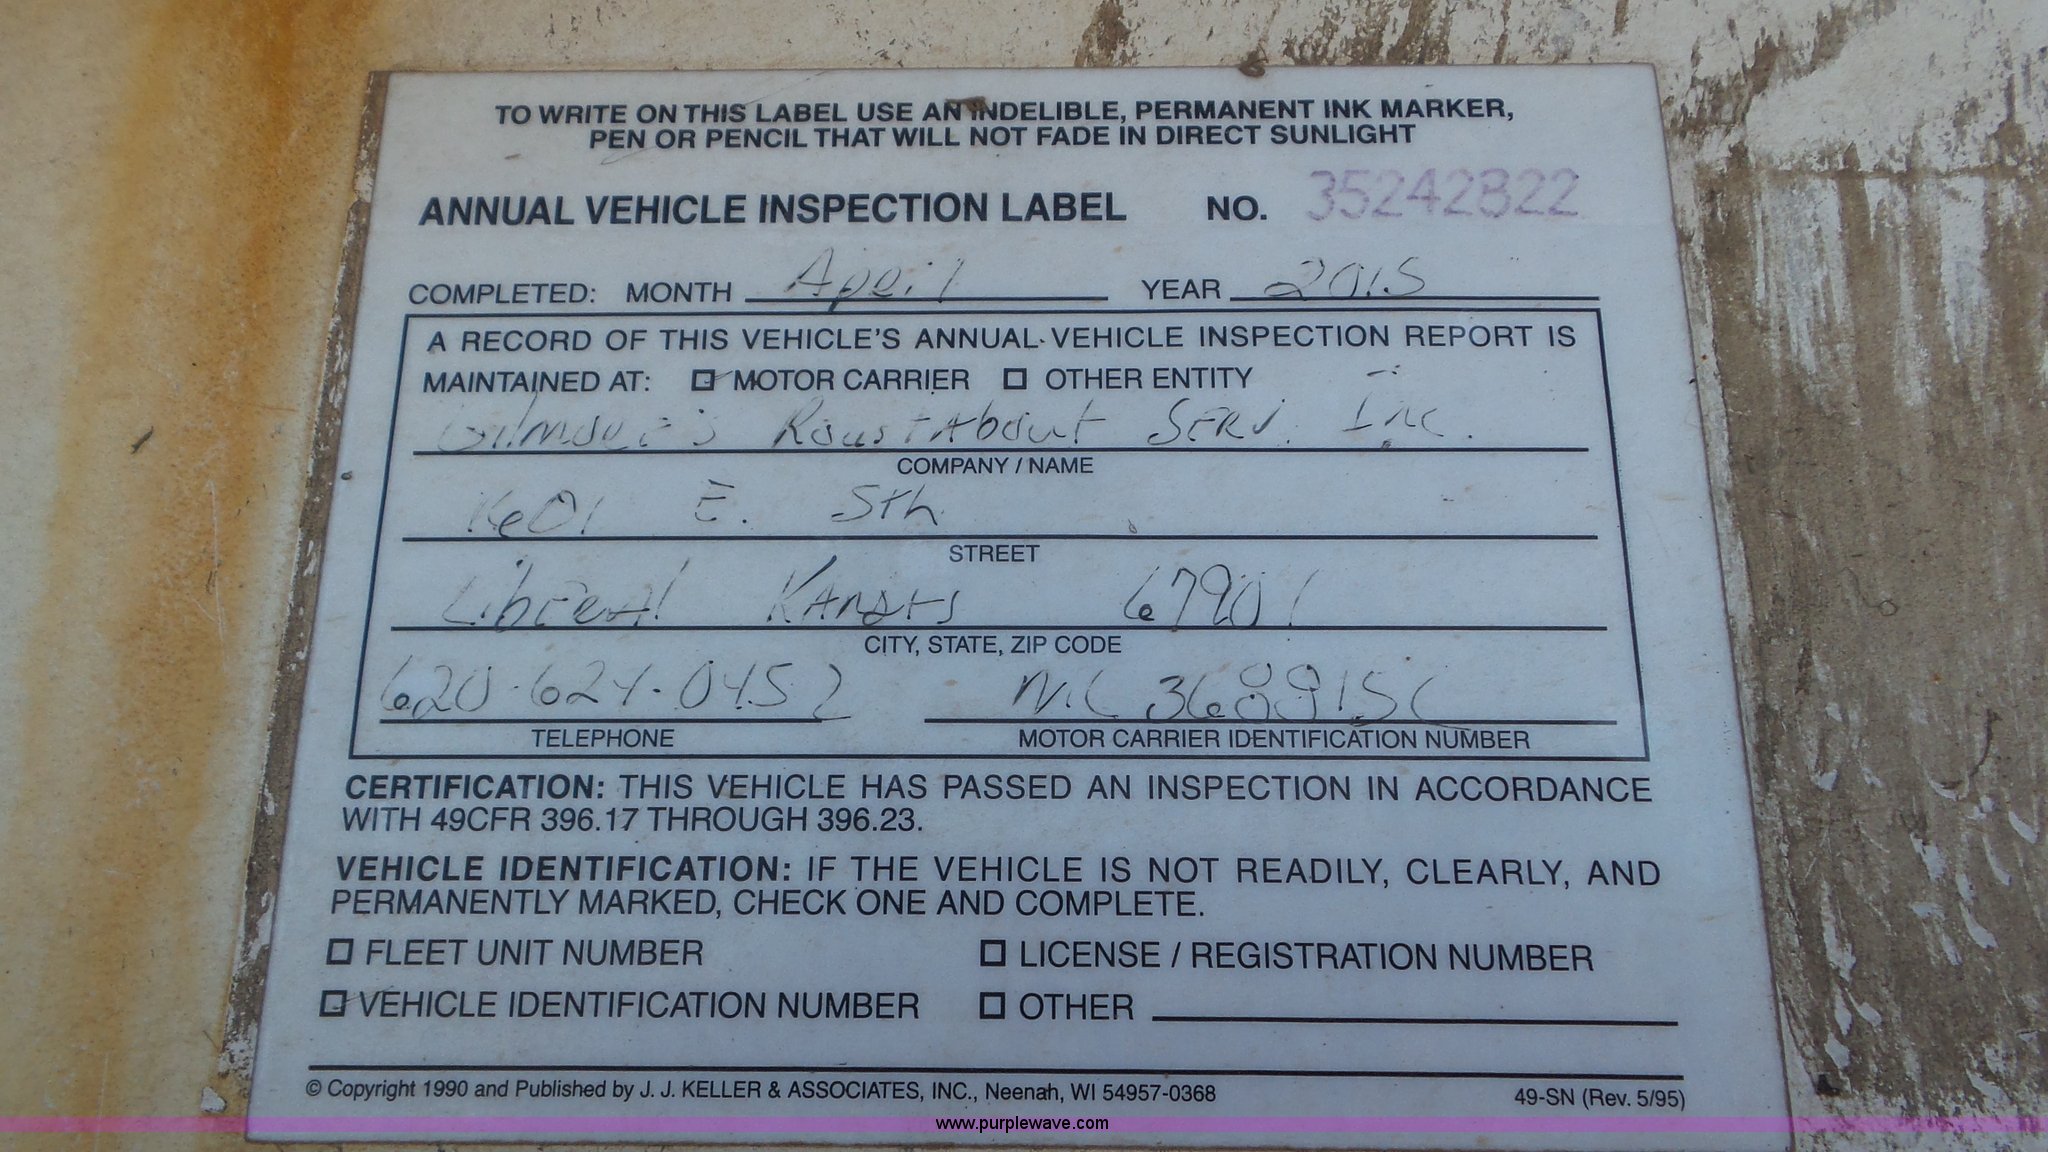 TO WRITE ON THIS LABEL USE AN INDELIBLE, PERMANENT INK MARKER,
PEN OR PENCIL THAT WILL NOT FADE IN DIRECT SUNLIGHT
ANNUAL VEHICLE INSPECTION LABEL NO. 35242822
COMPLETED: MONTH April YEAR 2015
A RECORD OF THIS VEHICLE'S ANNUAL VEHICLE INSPECTION REPORT IS
MAINTAINED AT: MOTOR CARRIER OTHER ENTITY
Roustabout Serv. Inc.
COMPANY / NAME
E. 5th
STREET
Liberal Kansas 67901
CITY, STATE, ZIP CODE
620-624-0452 MC 368915C
TELEPHONE MOTOR CARRIER IDENTIFICATION NUMBER
CERTIFICATION: THIS VEHICLE HAS PASSED AN INSPECTION IN ACCORDANCE
WITH 49CFR 396.17 THROUGH 396.23.
VEHICLE IDENTIFICATION: IF THE VEHICLE IS NOT READILY, CLEARLY, AND
PERMANENTLY MARKED, CHECK ONE AND COMPLETE.
FLEET UNIT NUMBER LICENSE / REGISTRATION NUMBER
VEHICLE IDENTIFICATION NUMBER OTHER
© Copyright 1990 and Published by J. J. KELLER & ASSOCIATES, INC., Neenah, WI 54957-0368 49-SN (Rev. 5/95)
www.purplewave.com